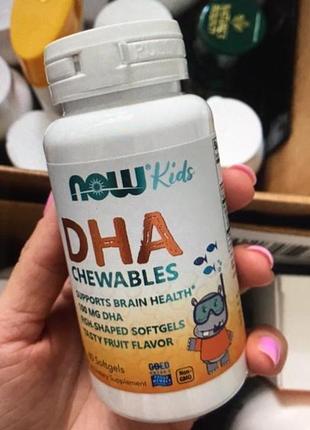 now® Kids
DHA
CHEWABLES
SUPPORTS BRAIN HEALTH*
100 MG DHA
FISH-SHAPED SOFTGELS
TASTY FRUIT FLAVOR
Softgels
Supplement
Non-
GMO